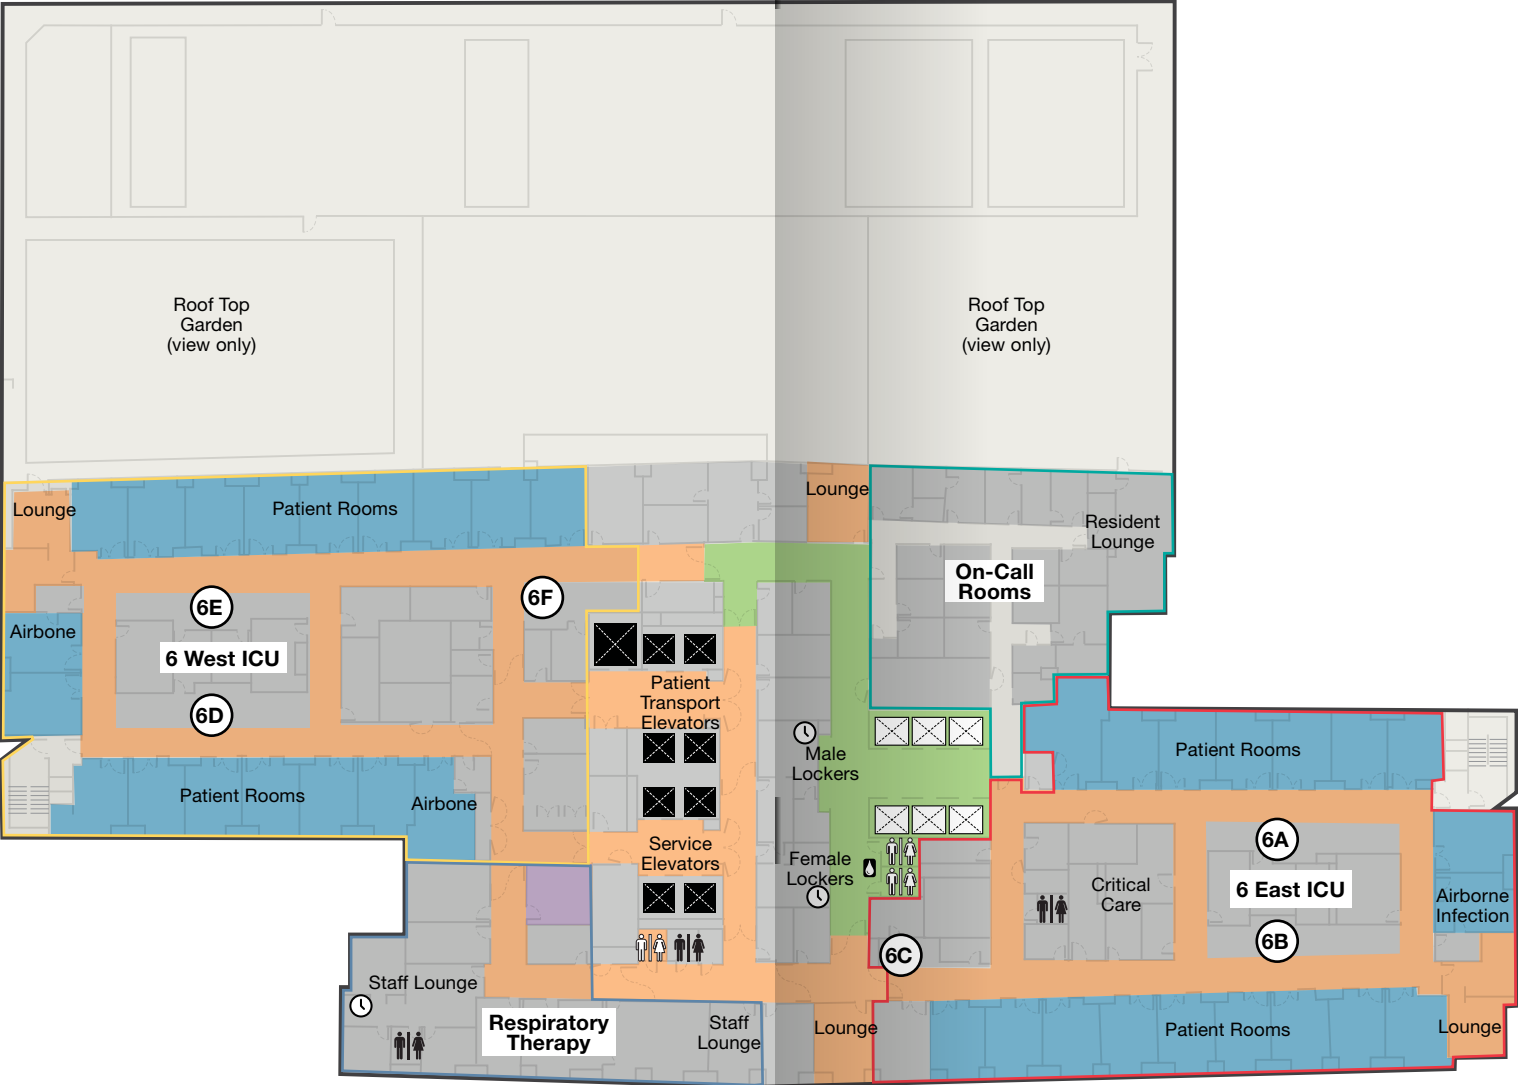 Roof Top
Garden
(view only)
Roof Top
Garden
(view only)
Lounge
Patient Rooms
Lounge
Resident
Lounge
On-Call
Rooms
6E
6F
Airbone
6 West ICU
6D
Patient
Transport
Elevators
Male
Lockers
Patient Rooms
Patient Rooms
Airbone
Service
Elevators
Female
Lockers
6A
Critical
Care
6 East ICU
Airborne
Infection
6B
6C
Staff Lounge
Respiratory
Therapy
Staff
Lounge
Lounge
Patient Rooms
Lounge